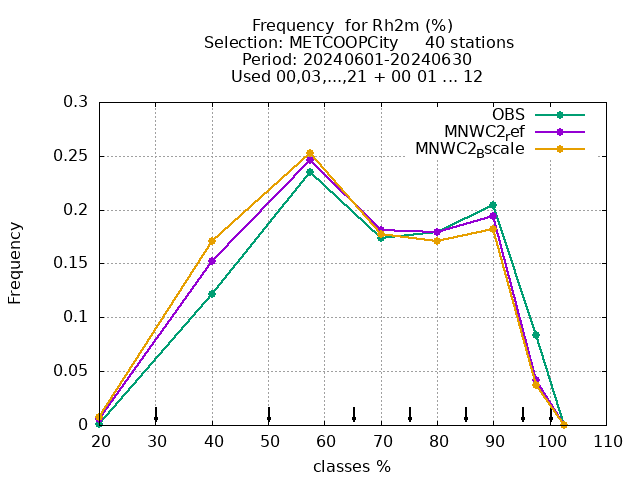 Frequency  for Rh2m (%)
Selection: METCOOPCity     40 stations
Period: 20240601-20240630
Used 00,03,...,21 + 00 01 ... 12
OBS
MNWC2ref
MNWC2Bscale
0.3
0.25
0.2
0.15
0.1
0.05
0
Frequency
20 30 40 50 60 70 80 90 100 110
classes %